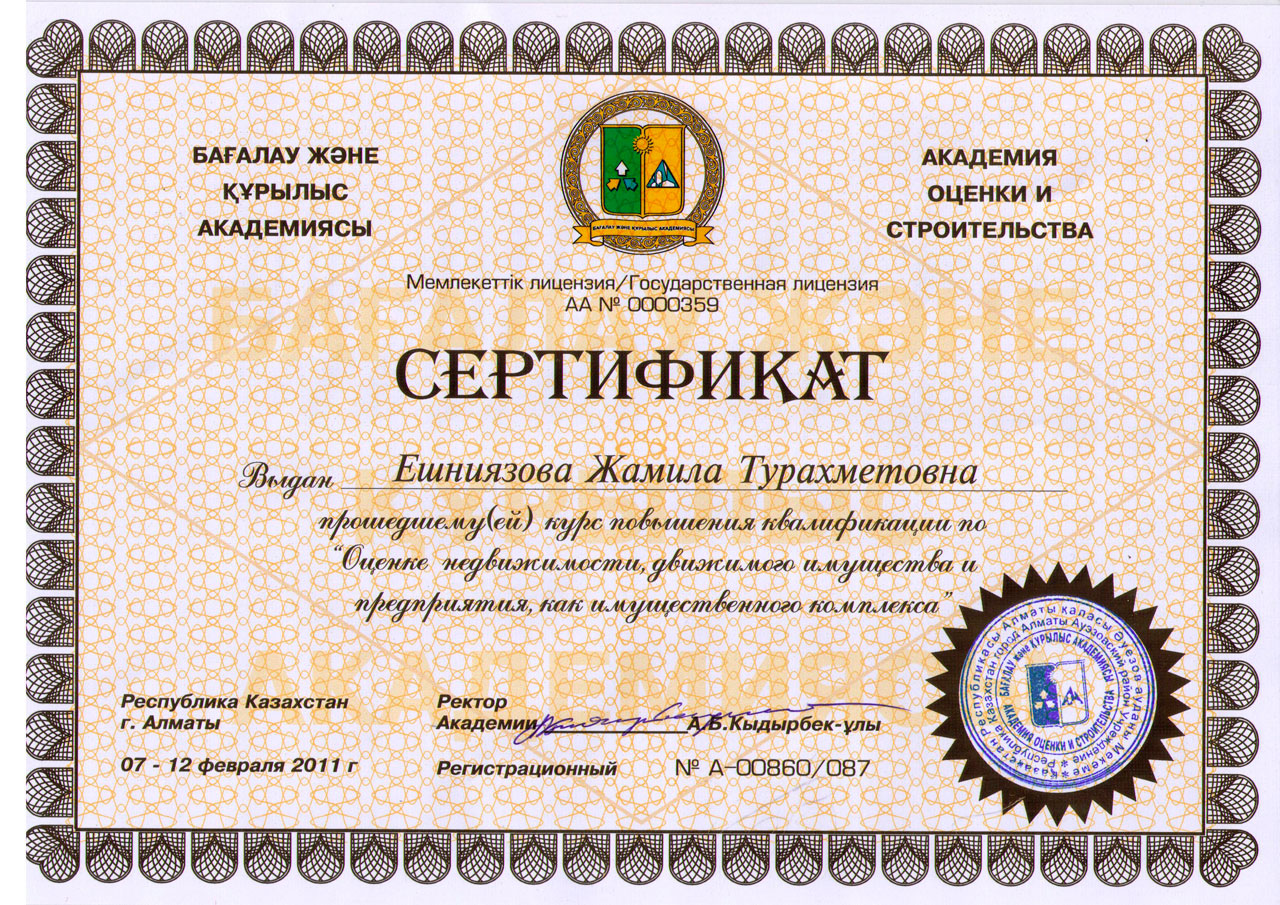 БАҒАЛАУ ЖӘНЕ
ҚҰРЫЛЫС
АКАДЕМИЯСЫ
БАҒАЛАУ ЖӘНЕ ҚҰРЫЛЫС АКАДЕМИЯСЫ
АКАДЕМИЯ
ОЦЕНКИ И
СТРОИТЕЛЬСТВА
Мемлекеттік лицензия/Государственная лицензия
АА № 0000359
СЕРТИФИКАТ
Выдан Ешниязова Жамила Турахметовна
прошедшему(ей) курс повышения квалификации по
“Оценке недвижимости, движимого имущества и
предприятия, как имущественного комплекса”
Республика Казахстан
г. Алматы
07 - 12 февраля 2011 г
Ректор
Академии А.Б.Кыдырбек-ұлы
Регистрационный № А-00860/087
Қазақстан Республикасы Алматы қаласы Әуезов ауданы Мекеме
Республика Казахстан город Алматы Ауэзовский район Учреждение
БАҒАЛАУ және ҚҰРЫЛЫС АКАДЕМИЯСЫ
АКАДЕМИЯ ОЦЕНКИ И СТРОИТЕЛЬСТВА